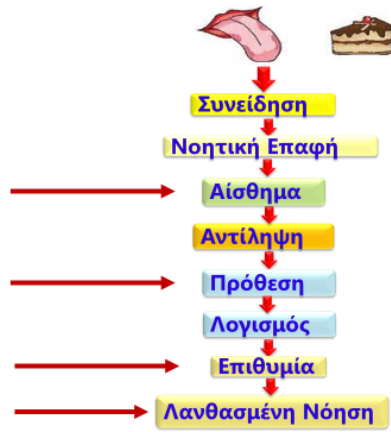 Συνείδηση
Νοητική Επαφή
Αίσθημα
Αντίληψη
Πρόθεση
Λογισμός
Επιθυμία
Λανθασμένη Νόηση